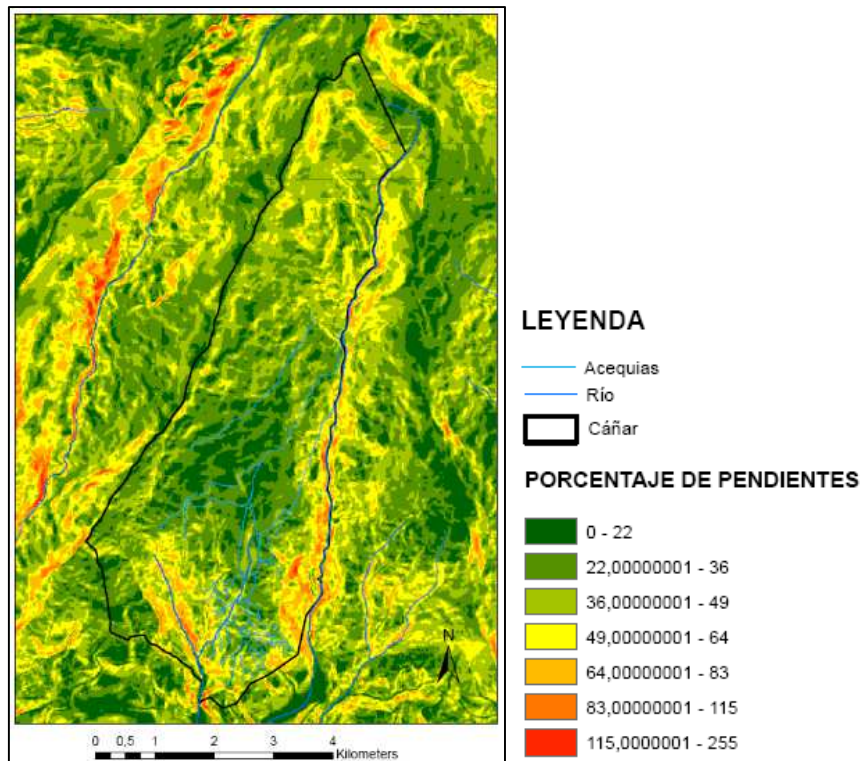 N
0 0,5 1 2 3 4
Kilometers
LEYENDA
Acequias
Río
Cáñar
PORCENTAJE DE PENDIENTES
0 - 22
22,00000001 - 36
36,00000001 - 49
49,00000001 - 64
64,00000001 - 83
83,00000001 - 115
115,0000001 - 255